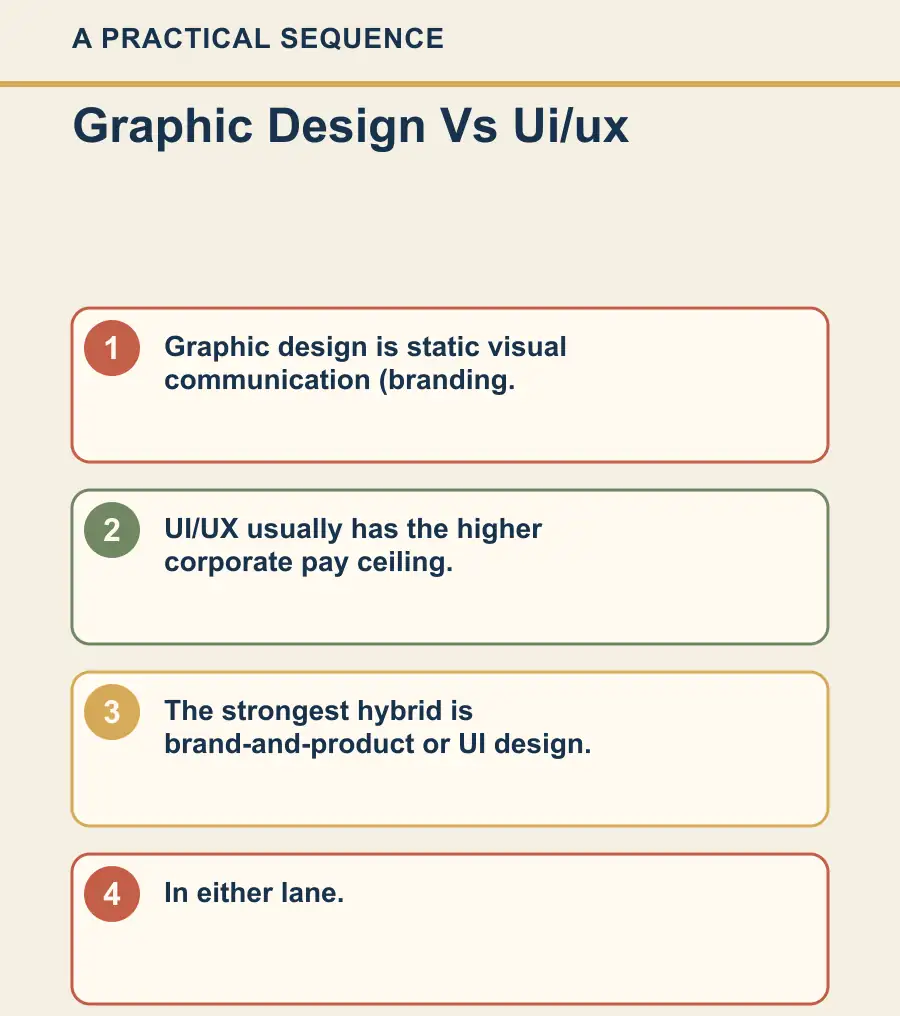 A PRACTICAL SEQUENCE
Graphic Design Vs Ui/ux
1
Graphic design is static visual
communication (branding.
2
UI/UX usually has the higher
corporate pay ceiling.
3
The strongest hybrid is
brand-and-product or UI design.
4
In either lane.